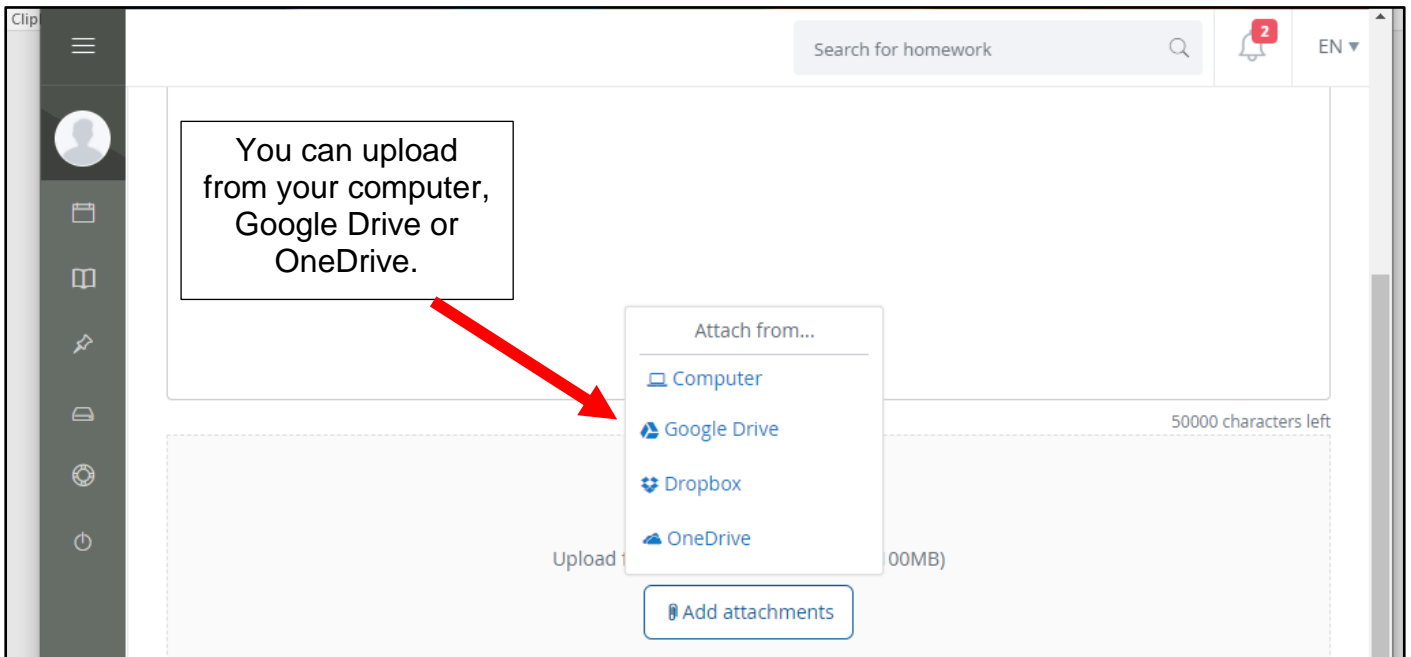 Clip
Search for homework
2
EN
You can upload
from your computer,
Google Drive or
OneDrive.
Attach from...
Computer
50000 characters left
Google Drive
Dropbox
OneDrive
Upload 00MB)
Add attachments